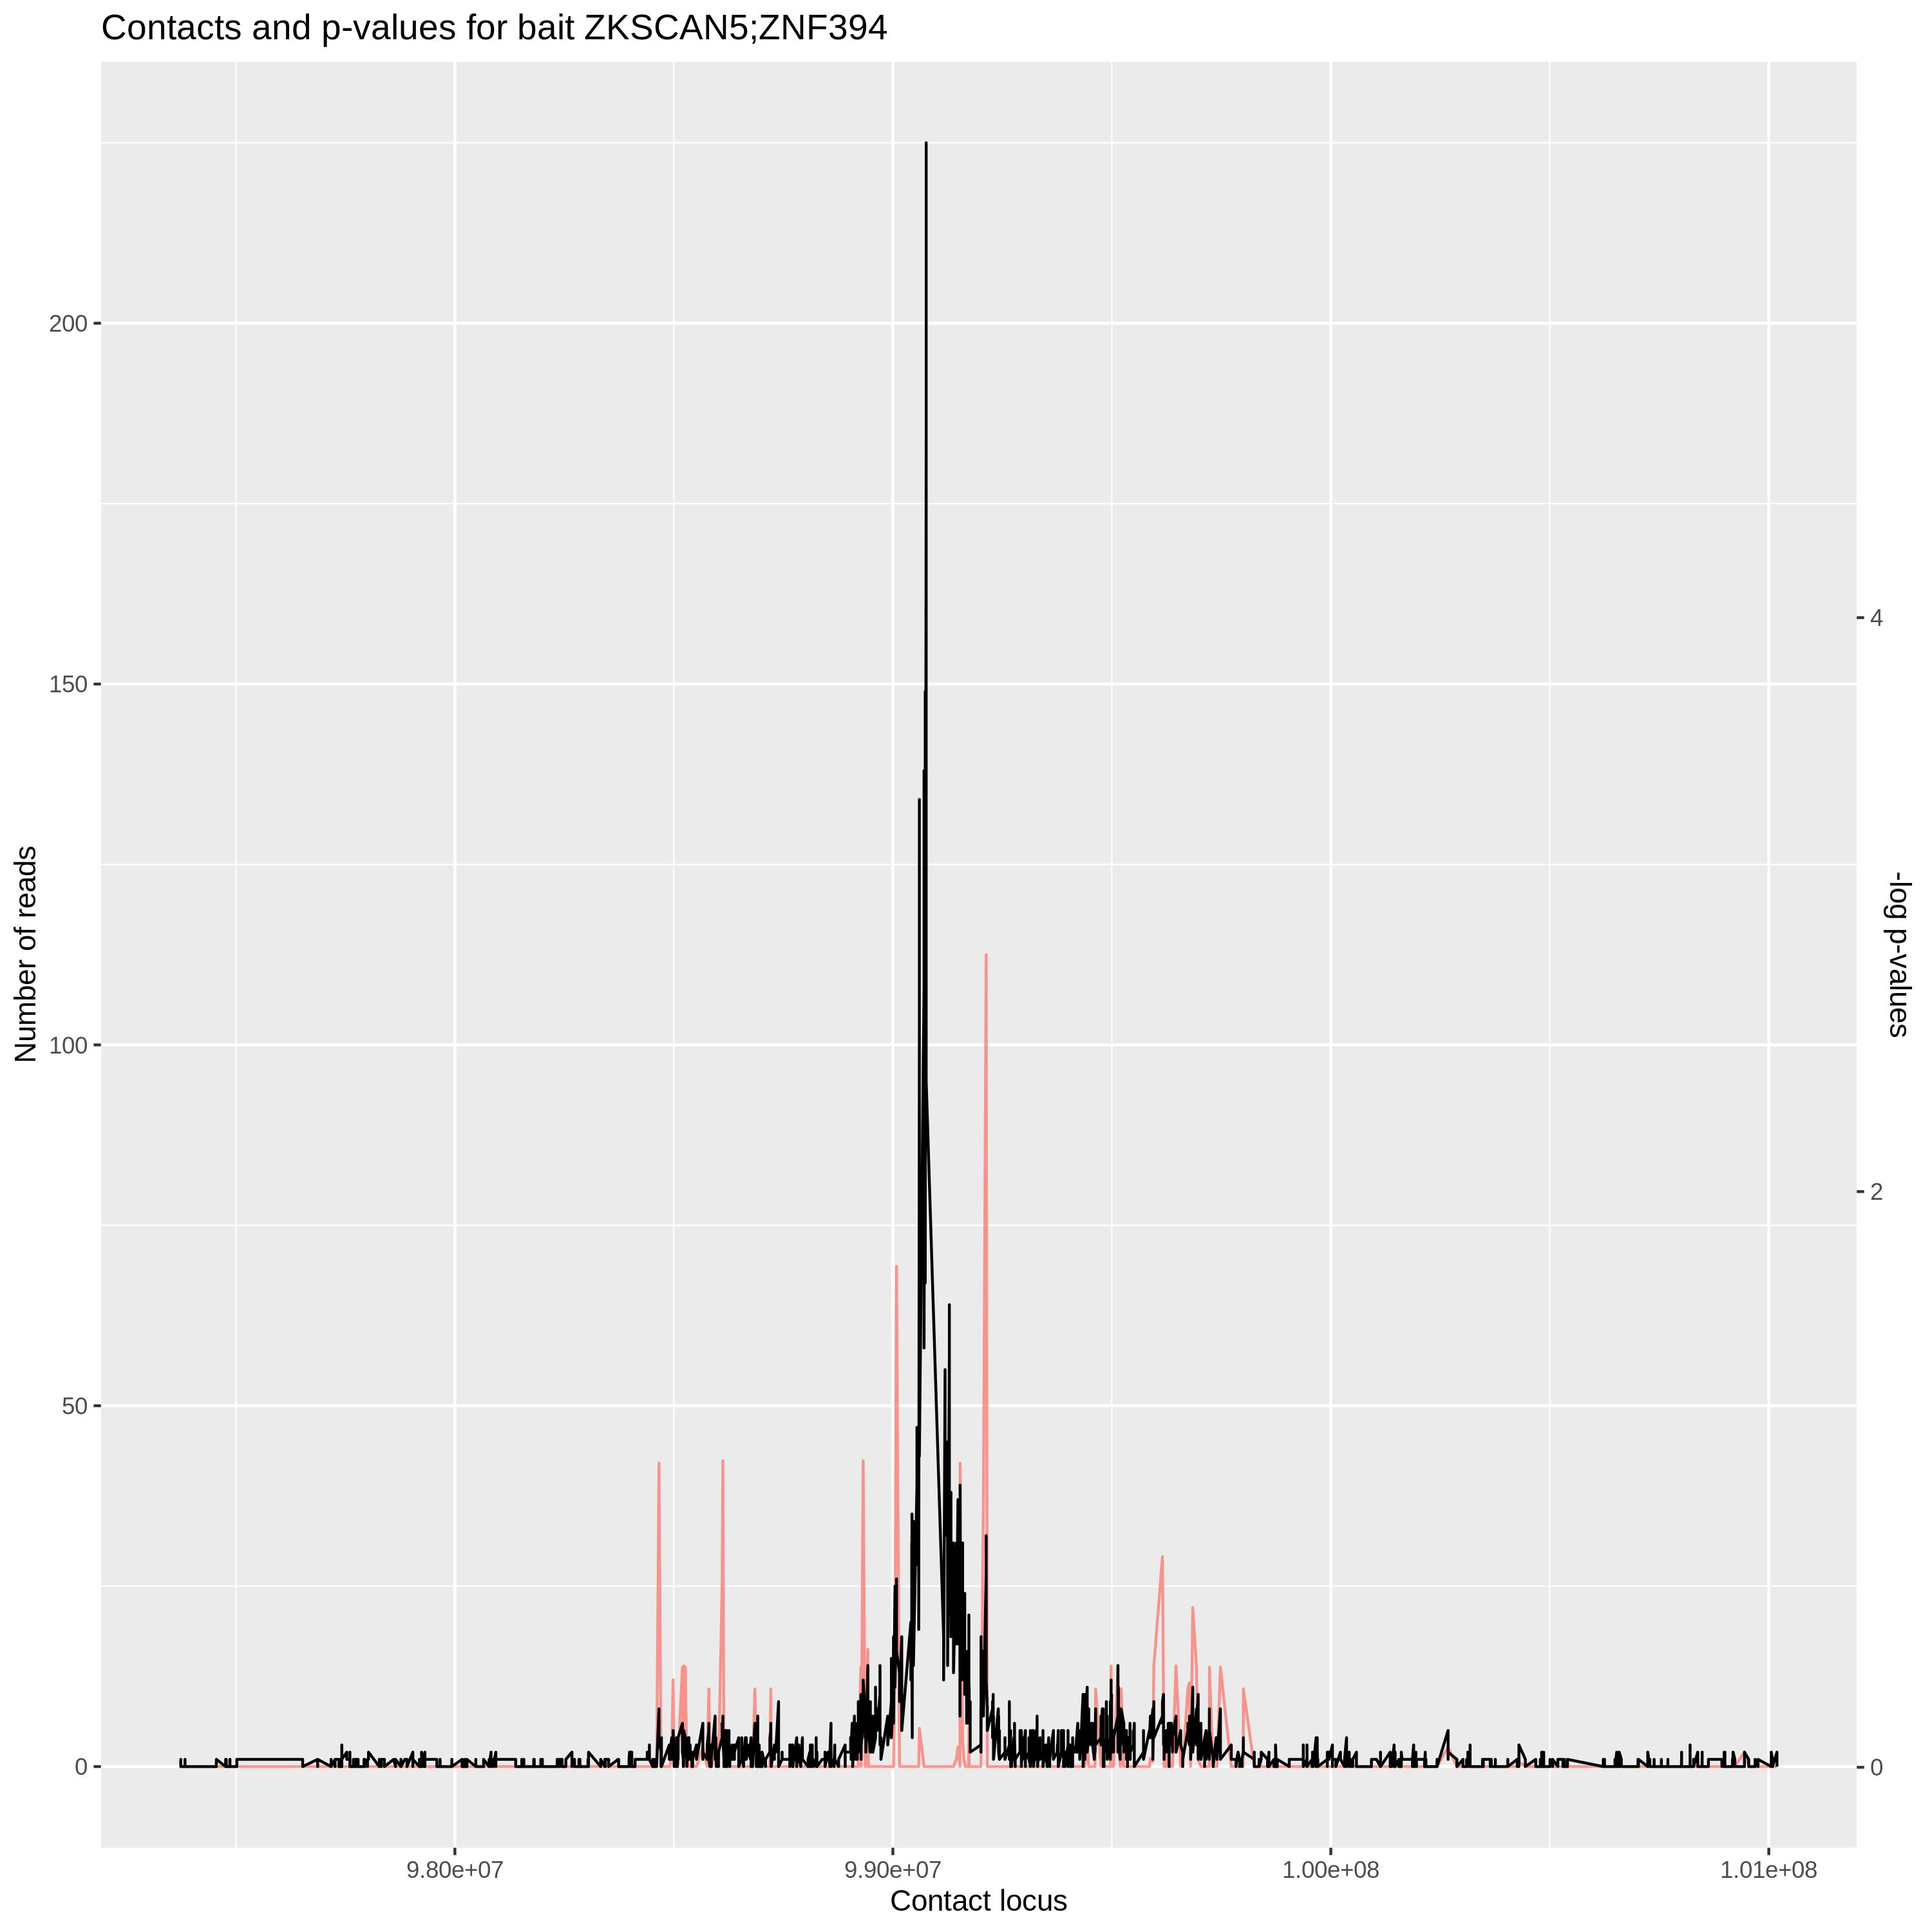 Contacts and p-values for bait ZKSCAN5;ZNF394
Number of reads
200
150
100
50
0
4
2
0
-log p-values
9.80e+07 9.90e+07 1.00e+08 1.01e+08
Contact locus